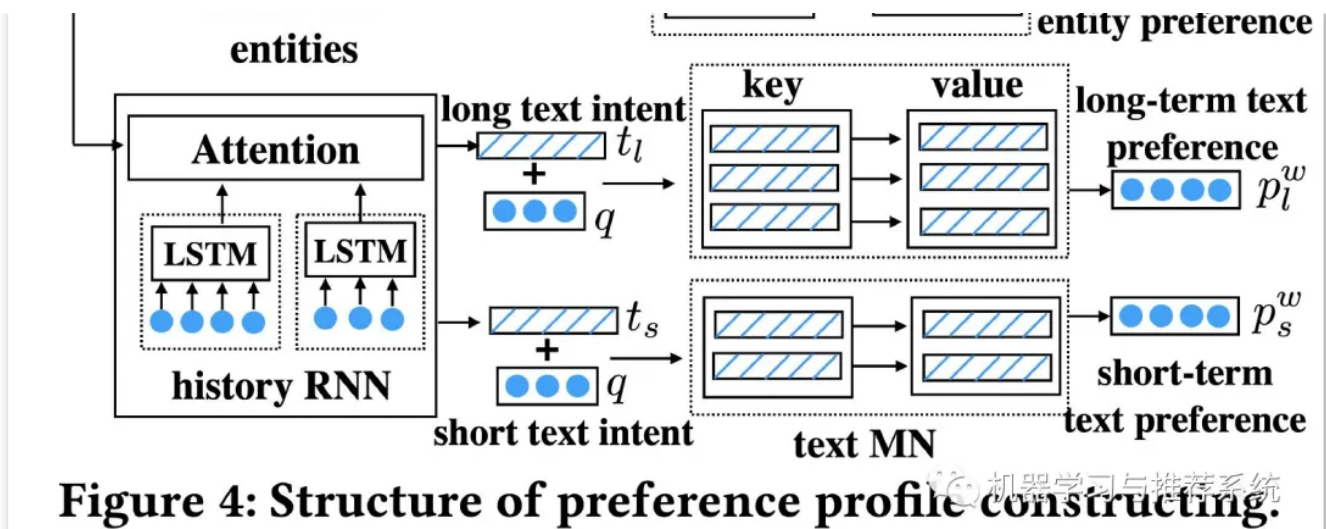 entity preference
entities
key
value
long text intent
long-term text
preference
Attention
t_l
+
q
p_l^w
LSTM
LSTM
t_s
+
q
p_s^w
history RNN
short text intent
text MN
short-term
text preference
Figure 4: Structure of preference profile constructing.
机器学习与推荐系统